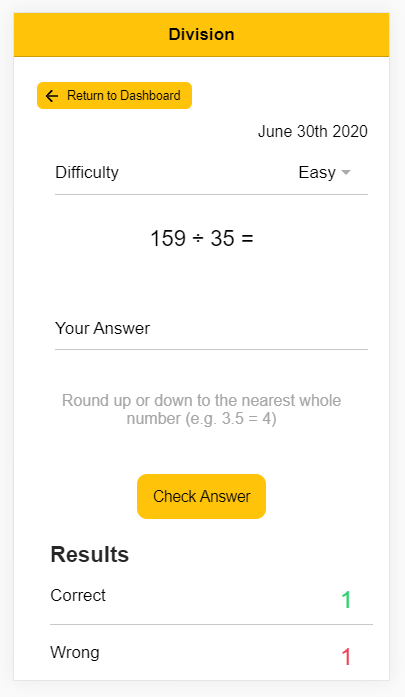 Division
Return to Dashboard
June 30th 2020
Difficulty Easy
159 ÷ 35 =
Your Answer
Round up or down to the nearest whole
number (e.g. 3.5 = 4)
Check Answer
Results
Correct 1
Wrong 1